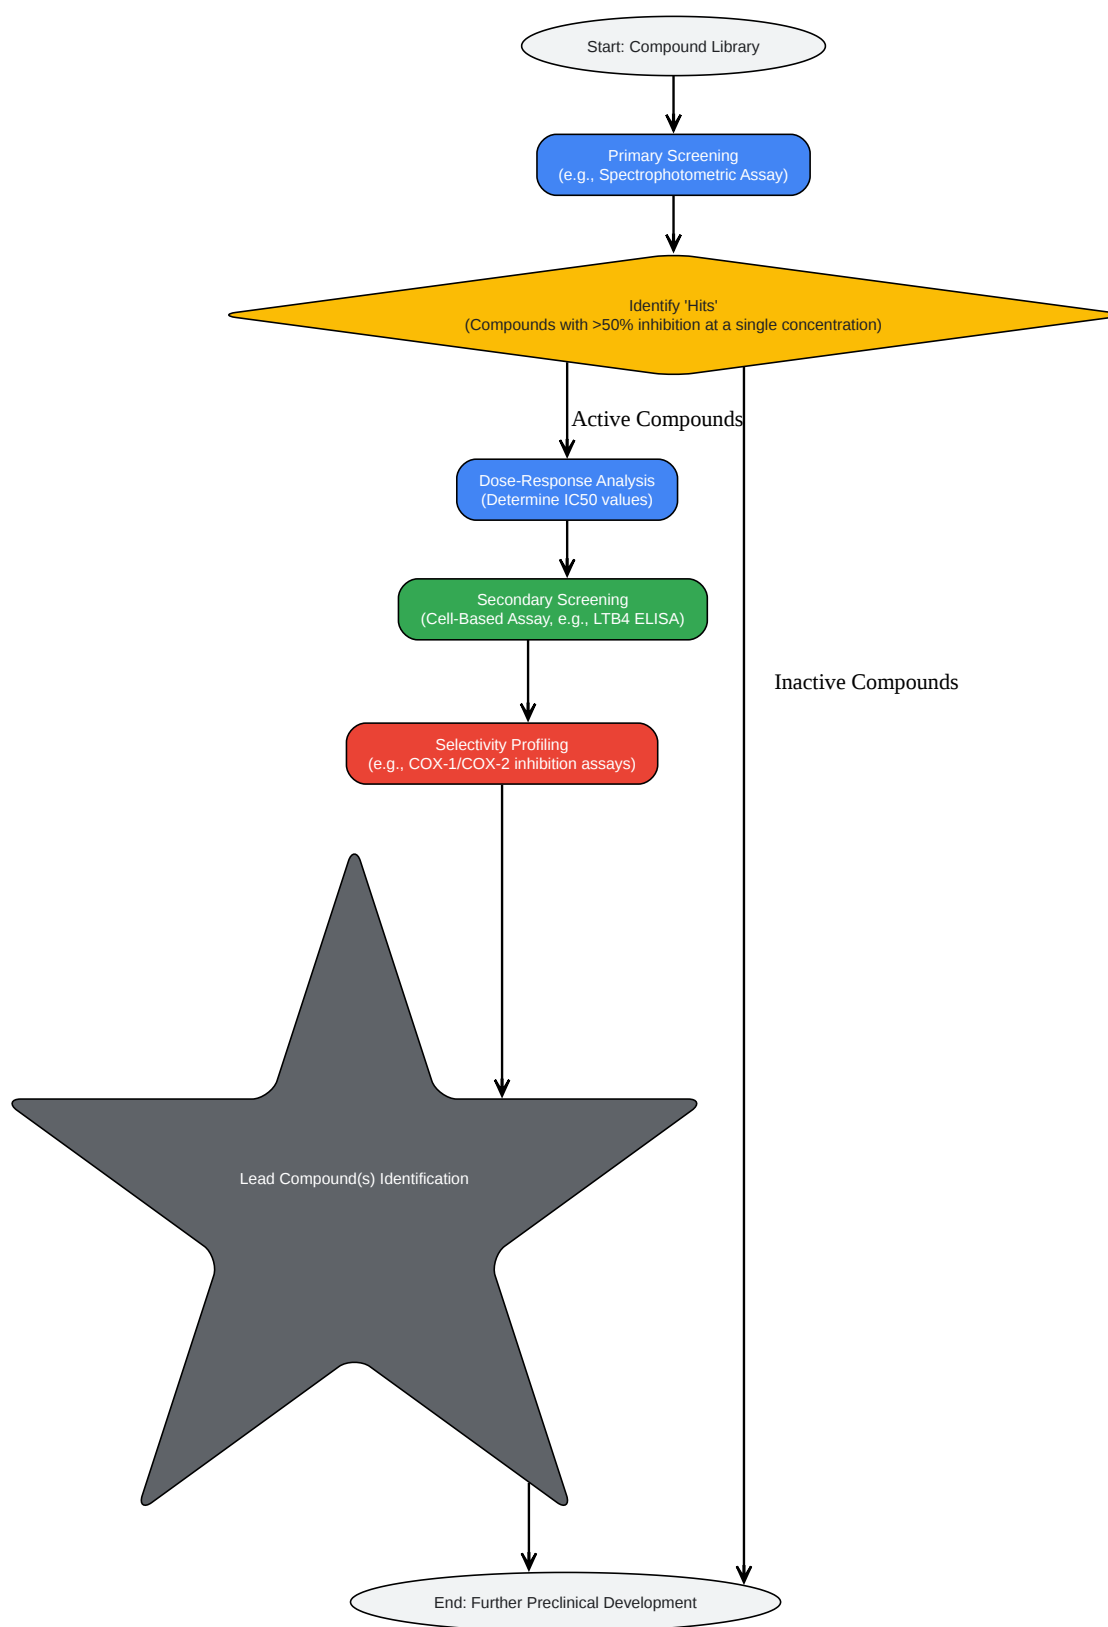 Start: Compound Library
Primary Screening
(e.g., Spectrophotometric Assay)
Identify 'Hits'
(Compounds with >50% inhibition at a single concentration)
Active Compounds
Dose-Response Analysis
(Determine IC50 values)
Secondary Screening
(Cell-Based Assay, e.g., LTB4 ELISA)
Inactive Compounds
Selectivity Profiling
(e.g., COX-1/COX-2 inhibition assays)
Lead Compound(s) Identification
End: Further Preclinical Development